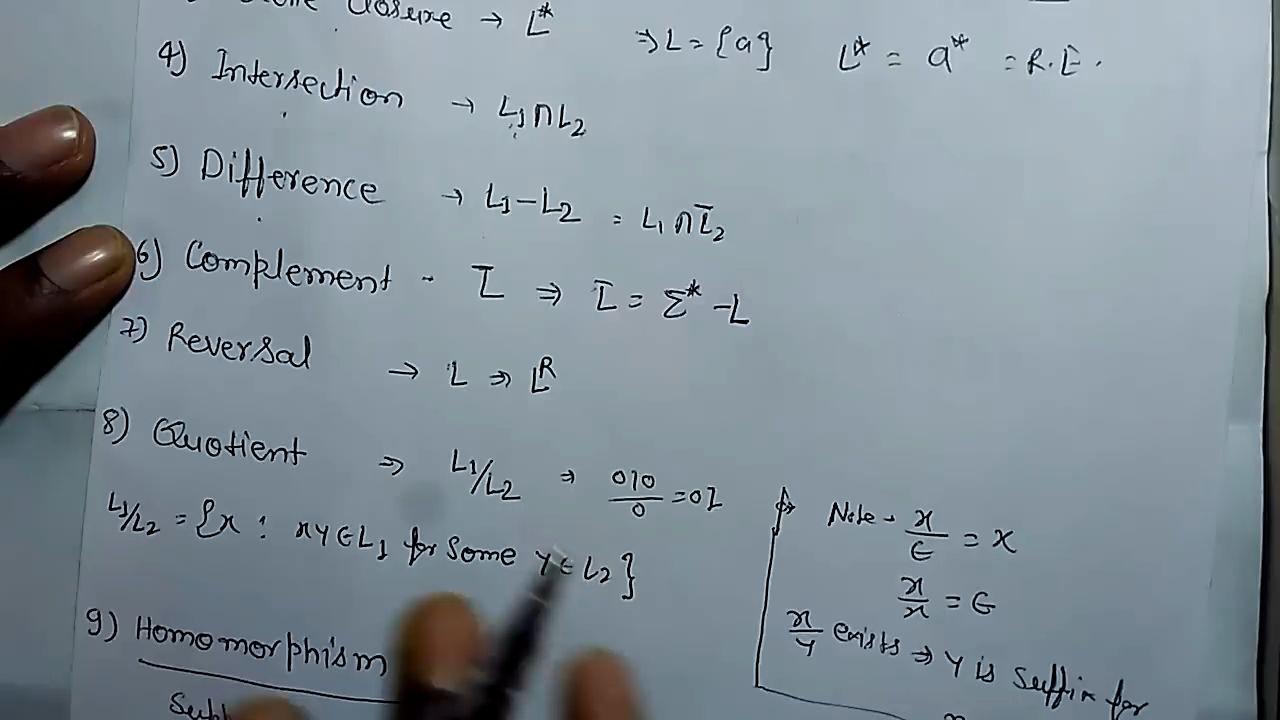 Closure → L* ⇒ L = {a} L* = a* = R.E.
4) Intersection → L1 ∩ L2
5) Difference → L1 - L2 = L1 ∩ L̅2
6) Complement - L̅ ⇒ L̅ = Σ* - L
7) Reversal → L ⇒ L^R
8) Quotient ⇒ L1/L2 ⇒ 010/0 = 01
L1/L2 = {x : xy ∈ L1 for some y ∈ L2}
Note - x/ϵ = x
x/x = ϵ
x/y exists ⇒ y is suffix for
9) Homomorphism